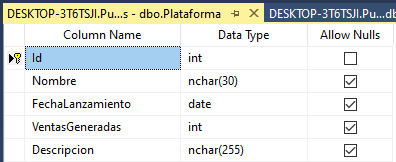 DESKTOP-3T6TSJI.Pu...s - dbo.Plataforma DESKTOP-3T6TSJI.Pu...db
Column Name Data Type Allow Nulls
Id int
Nombre nchar(30)
FechaLanzamiento date
VentasGeneradas int
Descripcion nchar(255)